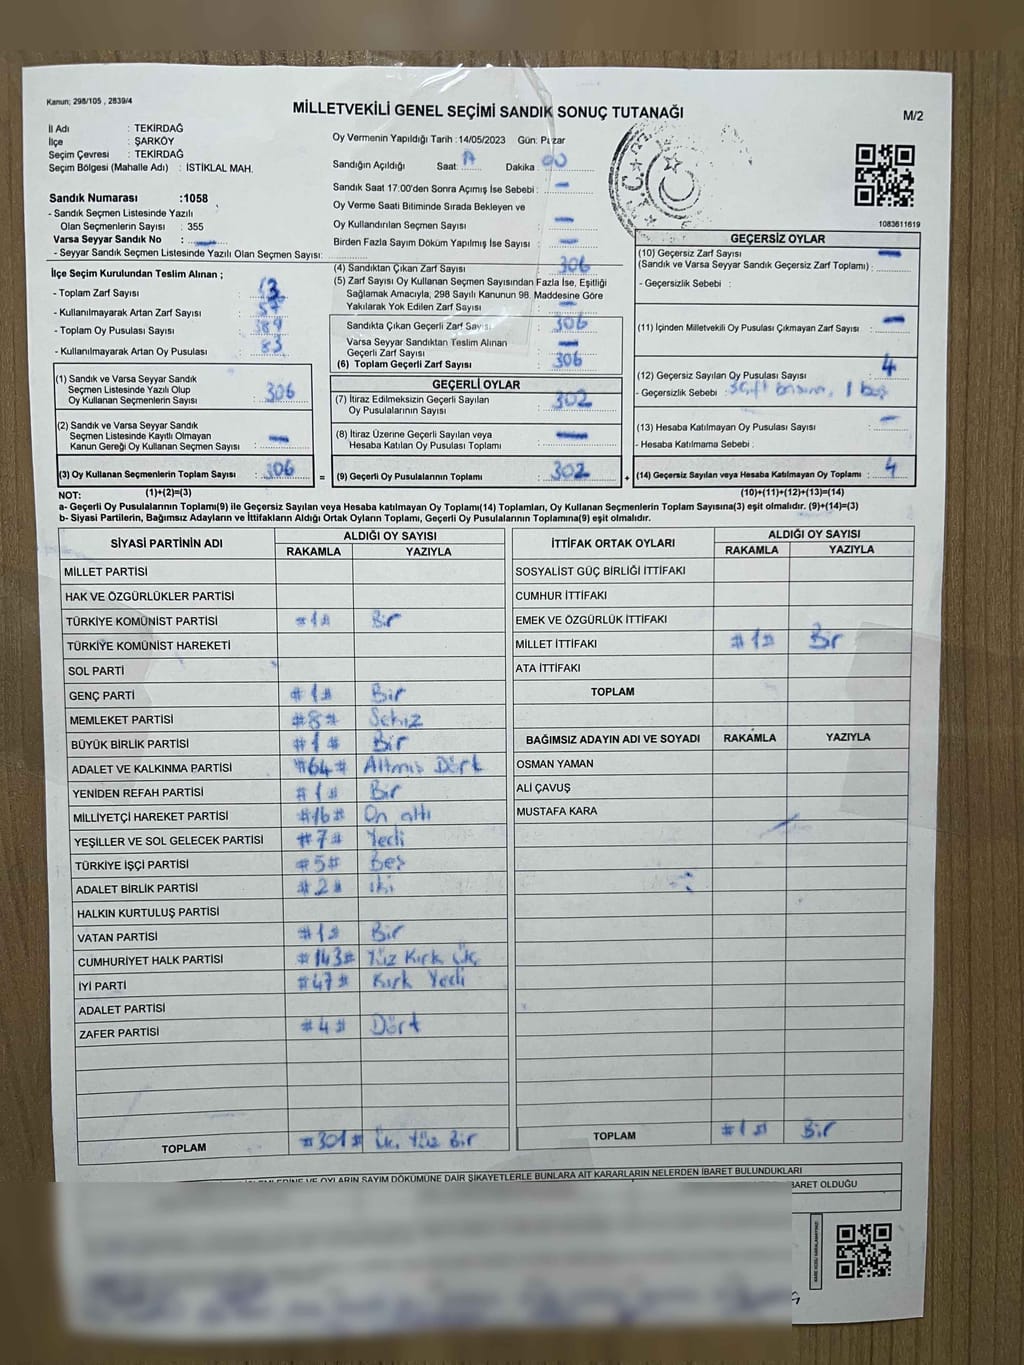 Kanun; 298/105 , 2839/4
MİLLETVEKİLİ GENEL SEÇİMİ SANDIK SONUÇ TUTANAĞI
M/2
İl Adı : TEKİRDAĞ
İlçe : ŞARKÖY
Seçim Çevresi : TEKİRDAĞ
Seçim Bölgesi (Mahalle Adı) : İSTİKLAL MAH.
Sandık Numarası :1058
- Sandık Seçmen Listesinde Yazılı
Olan Seçmenlerin Sayısı : 355
Varsa Seyyar Sandık No : —
- Seyyar Sandık Seçmen Listesinde Yazılı Olan Seçmen Sayısı:
İlçe Seçim Kurulundan Teslim Alınan ;
- Toplam Zarf Sayısı :
- Kullanılmayarak Artan Zarf Sayısı : 57
- Toplam Oy Pusulası Sayısı : 389
- Kullanılmayarak Artan Oy Pusulası : 83
(1) Sandık ve Varsa Seyyar Sandık
Seçmen Listesinde Yazılı Olup
Oy Kullanan Seçmenlerin Sayısı : 306
(2) Sandık ve Varsa Seyyar Sandık
Seçmen Listesinde Kayıtlı Olmayan
Kanun Gereği Oy Kullanan Seçmen Sayısı : —
(3) Oy Kullanan Seçmenlerin Toplam Sayısı : 306
Oy Vermenin Yapıldığı Tarih :14/05/2023 Gün: Pazar
Sandığın Açıldığı Saat: 17 Dakika : 00
Sandık Saat 17.00'den Sonra Açımış İse Sebebi : —
Oy Verme Saati Bitiminde Sırada Bekleyen ve
Oy Kullandırılan Seçmen Sayısı : —
Birden Fazla Sayım Döküm Yapılmış İse Sayısı : —
(4) Sandıktan Çıkan Zarf Sayısı : 306
(5) Zarf Sayısı Oy Kullanan Seçmen Sayısından Fazla İse, Eşitliği
Sağlamak Amacıyla, 298 Sayılı Kanunun 98. Maddesine Göre
Yakılarak Yok Edilen Zarf Sayısı : —
Sandıkta Çıkan Geçerli Zarf Sayısı : 306
Varsa Seyyar Sandıktan Teslim Alınan
Geçerli Zarf Sayısı : —
(6) Toplam Geçerli Zarf Sayısı : 306
GEÇERLİ OYLAR
(7) İtiraz Edilmeksizin Geçerli Sayılan
Oy Pusulalarının Sayısı : 302
(8) İtiraz Üzerine Geçerli Sayılan veya
Hesaba Katılan Oy Pusulası Toplamı : —
= (9) Geçerli Oy Pusulalarının Toplamı : 302 +
1083611619
GEÇERSİZ OYLAR
(10) Geçersiz Zarf Sayısı : —
(Sandık ve Varsa Seyyar Sandık Geçersiz Zarf Toplamı) :
- Geçersizlik Sebebi :
(11) İçinden Milletvekili Oy Pusulası Çıkmayan Zarf Sayısı : —
(12) Geçersiz Sayılan Oy Pusulası Sayısı : 4
- Geçersizlik Sebebi : 3 Çift basım, 1 boş
(13) Hesaba Katılmayan Oy Pusulası Sayısı : —
- Hesaba Katılmama Sebebi :
(14) Geçersiz Sayılan veya Hesaba Katılmayan Oy Toplamı : 4
NOT: (1)+(2)=(3) (10)+(11)+(12)+(13)=(14)
a- Geçerli Oy Pusulalarının Toplamı(9) ile Geçersiz Sayılan veya Hesaba katılmayan Oy Toplamı(14) Toplamları, Oy Kullanan Seçmenlerin Toplam Sayısına(3) eşit olmalıdır. (9)+(14)=(3)
b- Siyasi Partilerin, Bağımsız Adayların ve İttifakların Aldığı Ortak Oyların Toplamı, Geçerli Oy Pusulalarının Toplamına(9) eşit olmalıdır.
SİYASİ PARTİNİN ADI ALDIĞI OY SAYISI
RAKAMLA YAZIYLA
MİLLET PARTİSİ
HAK VE ÖZGÜRLÜKLER PARTİSİ
TÜRKİYE KOMÜNİST PARTİSİ #1# Bir
TÜRKİYE KOMÜNİST HAREKETİ
SOL PARTİ
GENÇ PARTİ #1# Bir
MEMLEKET PARTİSİ #8# Sekiz
BÜYÜK BİRLİK PARTİSİ #1# Bir
ADALET VE KALKINMA PARTİSİ #64# Altmış Dört
YENİDEN REFAH PARTİSİ #1# Bir
MİLLİYETÇİ HAREKET PARTİSİ #16# On altı
YEŞİLLER VE SOL GELECEK PARTİSİ #7# Yedi
TÜRKİYE İŞÇİ PARTİSİ #5# Beş
ADALET BİRLİK PARTİSİ #2# iki
HALKIN KURTULUŞ PARTİSİ
VATAN PARTİSİ #1# Bir
CUMHURİYET HALK PARTİSİ #143# Yüz Kırk Üç
İYİ PARTİ #47# Kırk Yedi
ADALET PARTİSİ
ZAFER PARTİSİ #4# Dört
TOPLAM #301# Üç Yüz Bir
İTTİFAK ORTAK OYLARI ALDIĞI OY SAYISI
RAKAMLA YAZIYLA
SOSYALİST GÜÇ BİRLİĞİ İTTİFAKI
CUMHUR İTTİFAKI
EMEK VE ÖZGÜRLÜK İTTİFAKI
MİLLET İTTİFAKI #1# Bir
ATA İTTİFAKI
TOPLAM
BAĞIMSIZ ADAYIN ADI VE SOYADI RAKAMLA YAZIYLA
OSMAN YAMAN
ALİ ÇAVUŞ
MUSTAFA KARA
TOPLAM #1# Bir
VE OYLARIN SAYIM DÖKÜMÜNE DAİR ŞİKAYETLERLE BUNLARA AİT KARARLARIN NELERDEN İBARET BULUNDUKLARI
BARET OLDUĞU